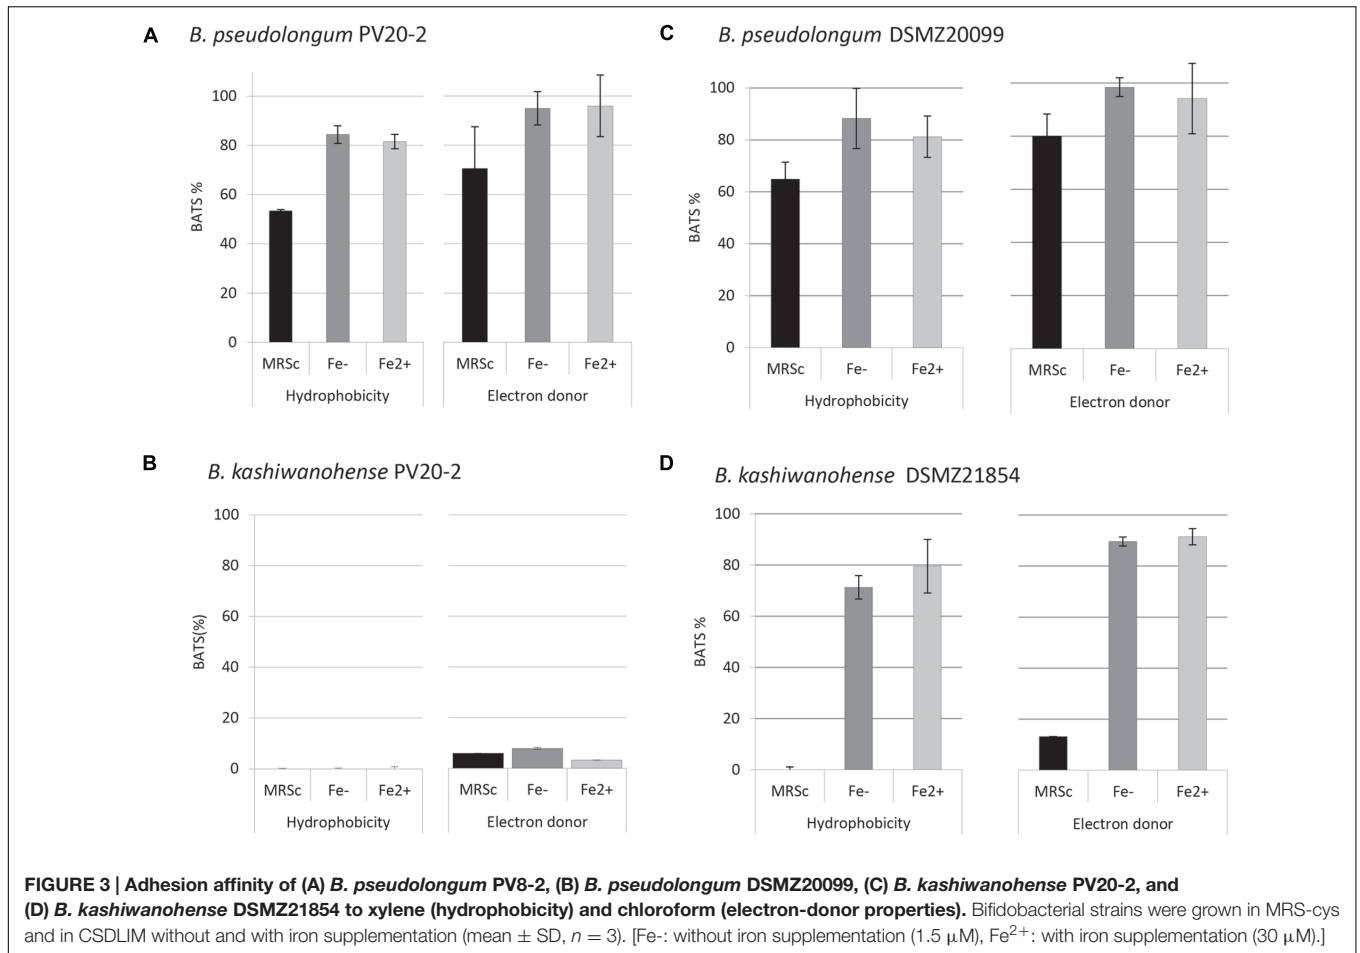 A B. pseudolongum PV20-2
100
80
60
40
20
0
BATS %
MRSc Fe- Fe2+ MRSc Fe- Fe2+
Hydrophobicity Electron donor
C B. pseudolongum DSMZ20099
100
80
60
40
20
0
BATS %
MRSc Fe- Fe2+ MRSc Fe- Fe2+
Hydrophobicity Electron donor
B B. kashiwanohense PV20-2
100
80
60
40
20
0
BATS(%)
MRSc Fe- Fe2+ MRSc Fe- Fe2+
Hydrophobicity Electron donor
D B. kashiwanohense DSMZ21854
100
80
60
40
20
0
BATS %
MRSc Fe- Fe2+ MRSc Fe- Fe2+
Hydrophobicity Electron donor
FIGURE 3 | Adhesion affinity of (A) B. pseudolongum PV8-2, (B) B. pseudolongum DSMZ20099, (C) B. kashiwanohense PV20-2, and
(D) B. kashiwanohense DSMZ21854 to xylene (hydrophobicity) and chloroform (electron-donor properties). Bifidobacterial strains were grown in MRS-cys
and in CSDLIM without and with iron supplementation (mean ± SD, n = 3). [Fe-: without iron supplementation (1.5 μM), Fe²⁺: with iron supplementation (30 μM).]